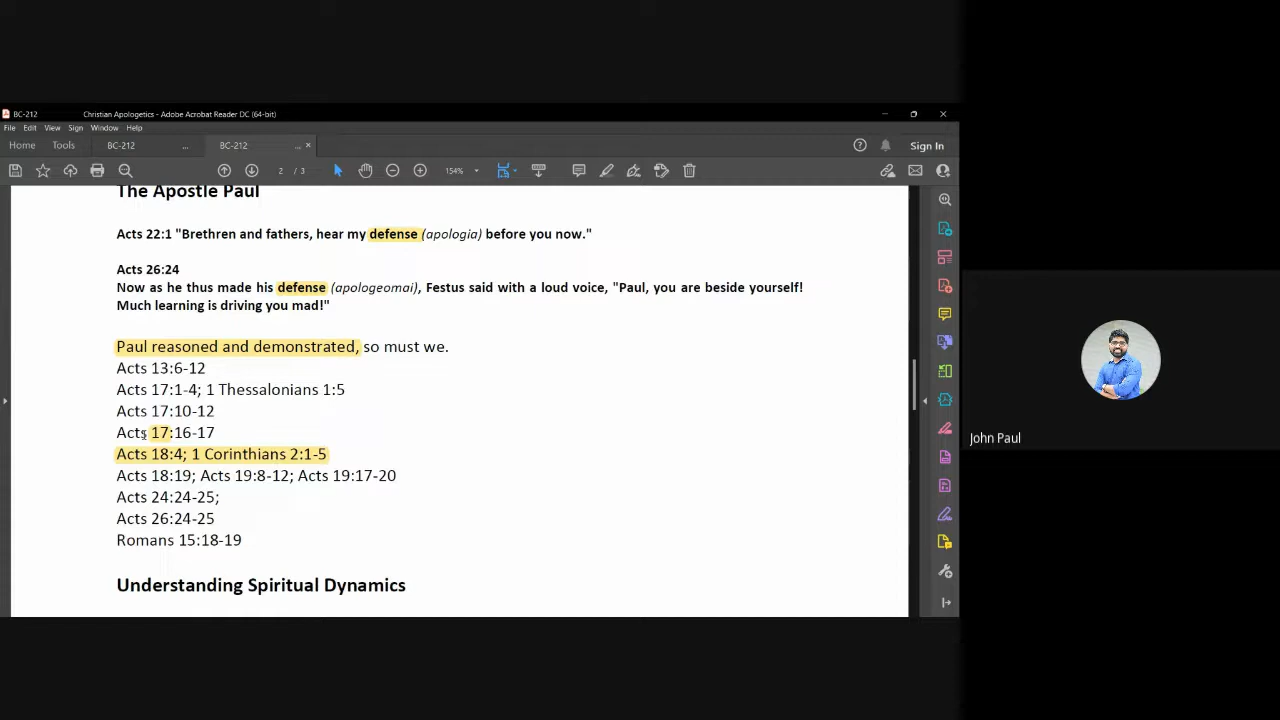 BC-212 Christian Apologetics - Adobe Acrobat Reader DC (64-bit)
File Edit View Sign Window Help
Home Tools BC-212 ... BC-212 ... × Sign In
2 / 3 154%
The Apostle Paul
Acts 22:1 "Brethren and fathers, hear my defense (apologia) before you now."
Acts 26:24
Now as he thus made his defense (apologeomai), Festus said with a loud voice, "Paul, you are beside yourself!
Much learning is driving you mad!"
Paul reasoned and demonstrated, so must we.
Acts 13:6-12
Acts 17:1-4; 1 Thessalonians 1:5
Acts 17:10-12
Acts 17:16-17
Acts 18:4; 1 Corinthians 2:1-5
Acts 18:19; Acts 19:8-12; Acts 19:17-20
Acts 24:24-25;
Acts 26:24-25
Romans 15:18-19
Understanding Spiritual Dynamics
John Paul